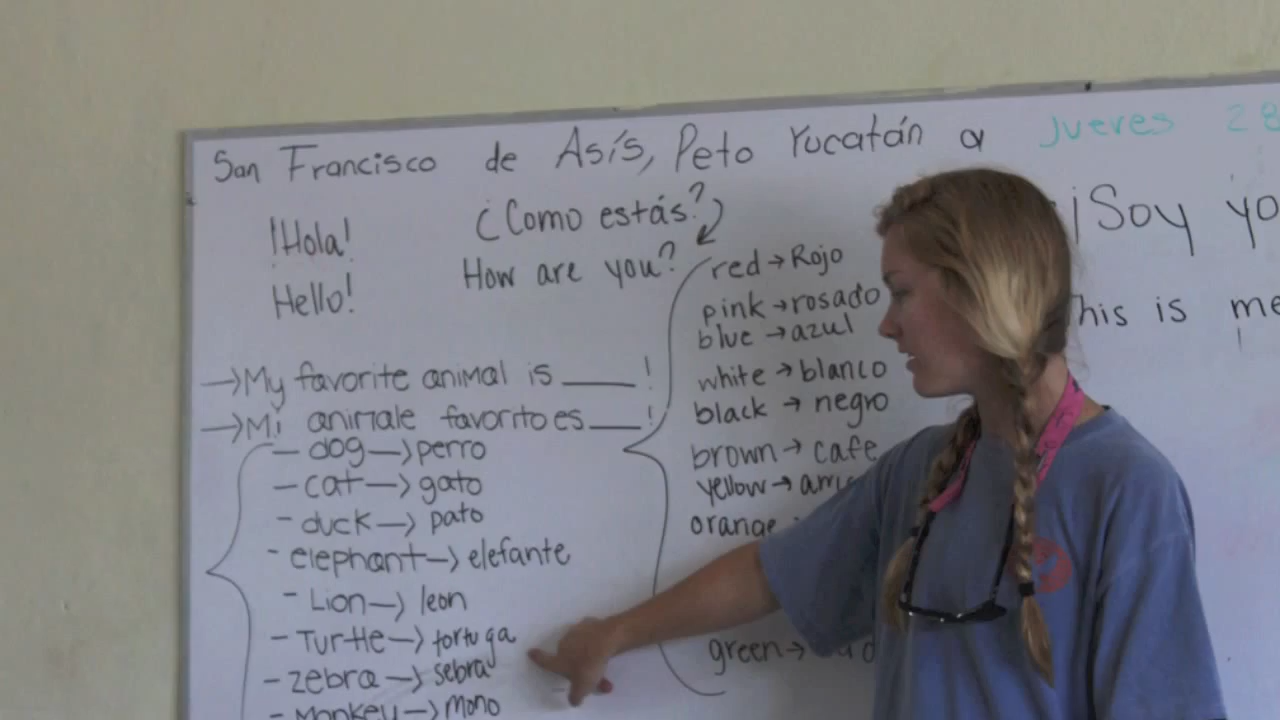 San Francisco de Asís, Peto Yucatán a Jueves 28
¡Hola!
Hello!
¿Como estás?
How are you?
→My favorite animal is ____!
→Mi animale favorito es ____!
- dog → perro
- cat → gato
- duck → pato
- elephant → elefante
- Lion → leon
- Turtle → tortuga
- zebra → sebra
- Monkey → mono
red → Rojo
pink → rosado
blue → azul
white → blanco
black → negro
brown → cafe
yellow →
orange
green →
¡Soy yo
This is me